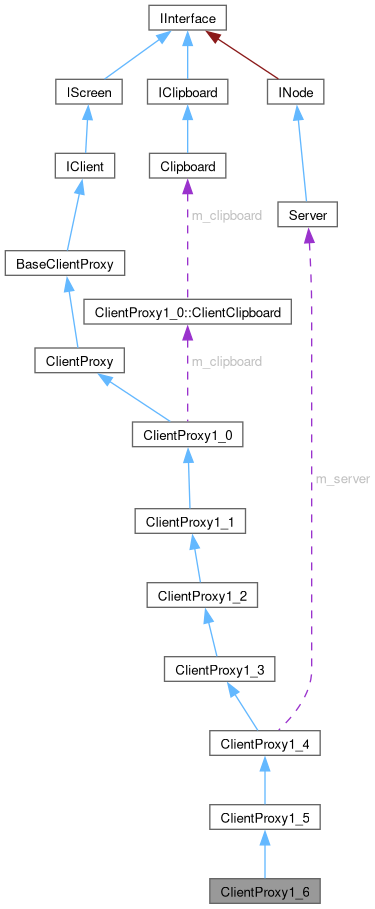 IInterface
IScreen
IClipboard
INode
IClient
Clipboard
Server
m_clipboard
BaseClientProxy
ClientProxy1_0::ClientClipboard
ClientProxy
m_clipboard
ClientProxy1_0
m_server
ClientProxy1_1
ClientProxy1_2
ClientProxy1_3
ClientProxy1_4
ClientProxy1_5
ClientProxy1_6